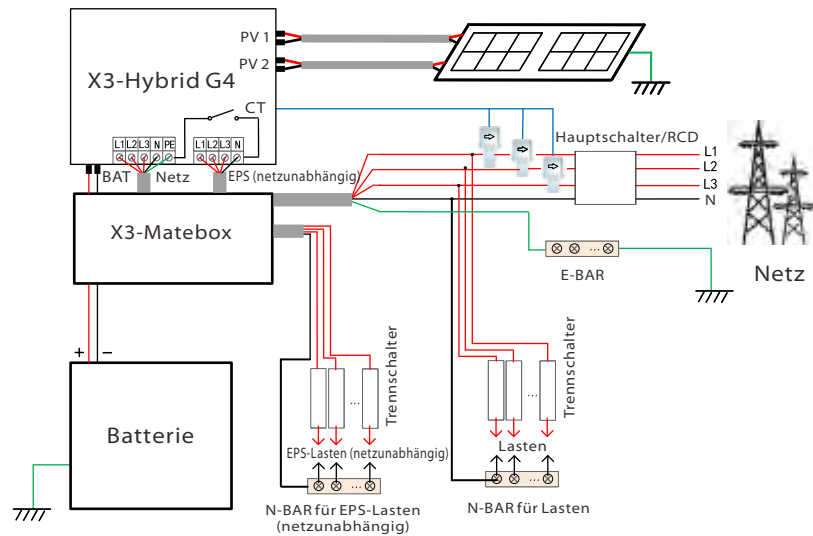 PV 1
PV 2
X3-Hybrid G4
CT
L1 L2 L3 N PE
L1 L2 L3 N
BAT
Netz
EPS (netzunabhängig)
Hauptschalter/RCD
L1
L2
L3
N
X3-Matebox
E-BAR
Netz
+ −
Trennschalter
Trennschalter
...
...
Batterie
EPS-Lasten (netzunabhängig)
Lasten
...
...
N-BAR für EPS-Lasten
(netzunabhängig)
N-BAR für Lasten